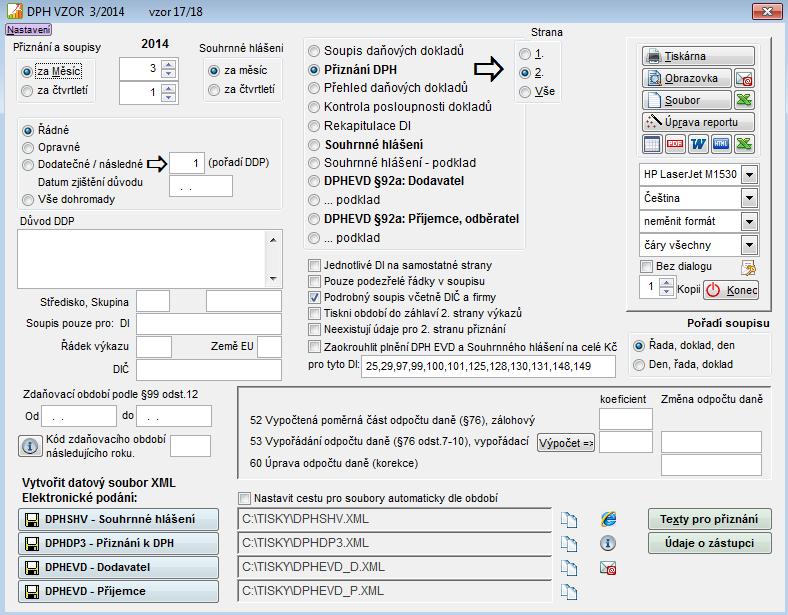 DPH VZOR 3/2014 vzor 17/18
Nastavení
Přiznání a soupisy
2014
Souhrnné hlášení
za Měsíc
3
za měsíc
za čtvrtletí
1
za čtvrtletí
Řádné
Opravné
Dodatečné / následné
1
(pořadí DDP)
Datum zjištění důvodu
. .
Vše dohromady
Důvod DDP
Středisko, Skupina
Soupis pouze pro: DI
Řádek výkazu
Země EU
DIČ
Soupis daňových dokladů
Přiznání DPH
Přehled daňových dokladů
Kontrola posloupnosti dokladů
Rekapitulace DI
Souhrnné hlášení
Souhrnné hlášení - podklad
DPHEVD §92a: Dodavatel
... podklad
DPHEVD §92a: Příjemce, odběratel
... podklad
Strana
1.
2.
Vše
Jednotlivé DI na samostatné strany
Pouze podezřelé řádky v soupisu
Podrobný soupis včetně DIČ a firmy
Tiskni období do záhlaví 2. strany výkazů
Neexistují údaje pro 2. stranu přiznání
Zaokrouhlit plnění DPH EVD a Souhrnného hlášení na celé Kč
pro tyto DI:
25,29,97,99,100,101,125,128,130,131,148,149
Tiskárna
Obrazovka
Soubor
Úprava reportu
PDF
W
HTML
HP LaserJet M1530
Čeština
neměnit formát
čáry všechny
Bez dialogu
1
Kopií
Konec
Pořadí soupisu
Řada, doklad, den
Den, řada, doklad
Zdaňovací období podle §99 odst.12
Od
. .
do
. .
Kód zdaňovacího období
následujícího roku.
koeficient
Změna odpočtu daně
52 Vypočtená poměrná část odpočtu daně (§76), zálohový
53 Vypořádání odpočtu daně (§76 odst.7-10), vypořádací
Výpočet =>
60 Úprava odpočtu daně (korekce)
Vytvořit datový soubor XML
Elektronické podání:
Nastavit cestu pro soubory automaticky dle období
DPHSHV - Souhrnné hlášení
C:\TISKY\DPHSHV.XML
Texty pro přiznání
DPHDP3 - Přiznání k DPH
C:\TISKY\DPHDP3.XML
Údaje o zástupci
DPHEVD - Dodavatel
C:\TISKY\DPHEVD_D.XML
DPHEVD - Příjemce
C:\TISKY\DPHEVD_P.XML